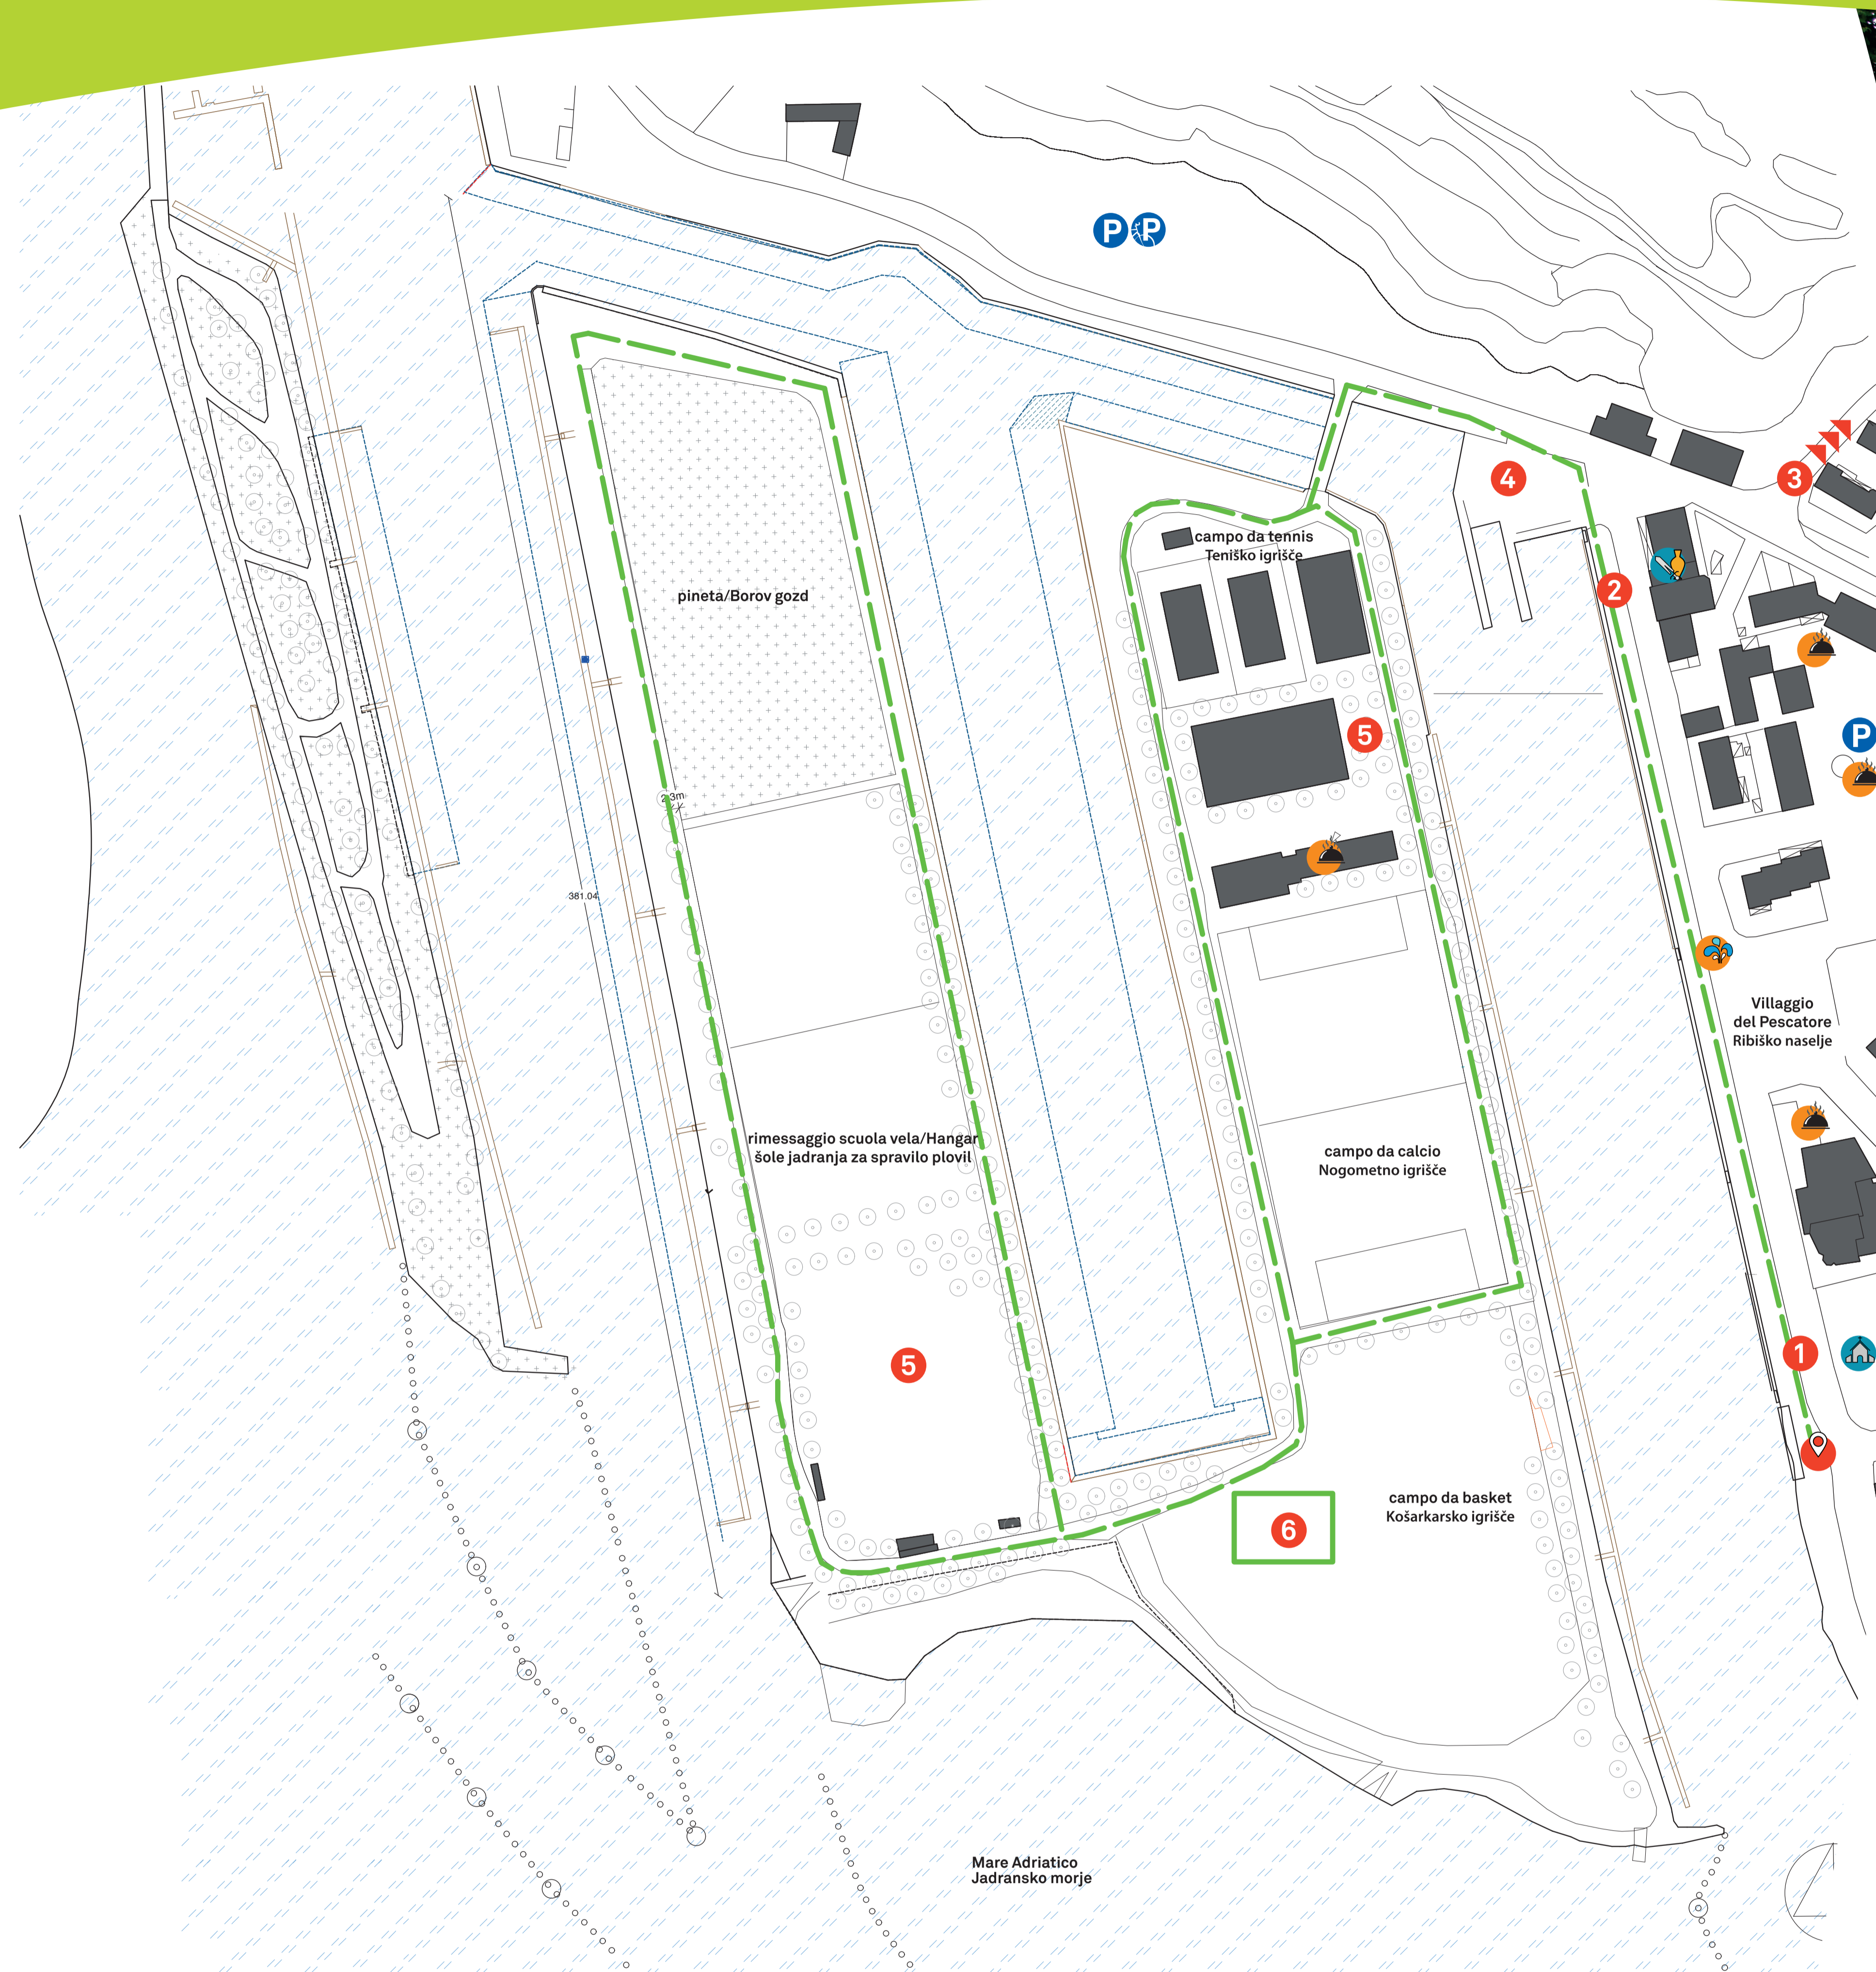 P P
3
4
campo da tennis
Teniško igrišče
2
pineta/Borov gozd
5
P
2.3m
381.04
Villaggio
del Pescatore
Ribiško naselje
rimessaggio scuola vela/Hangar
šole jadranja za spravilo plovil
campo da calcio
Nogometno igrišče
1
5
campo da basket
Košarkarsko igrišče
6
Mare Adriatico
Jadransko morje